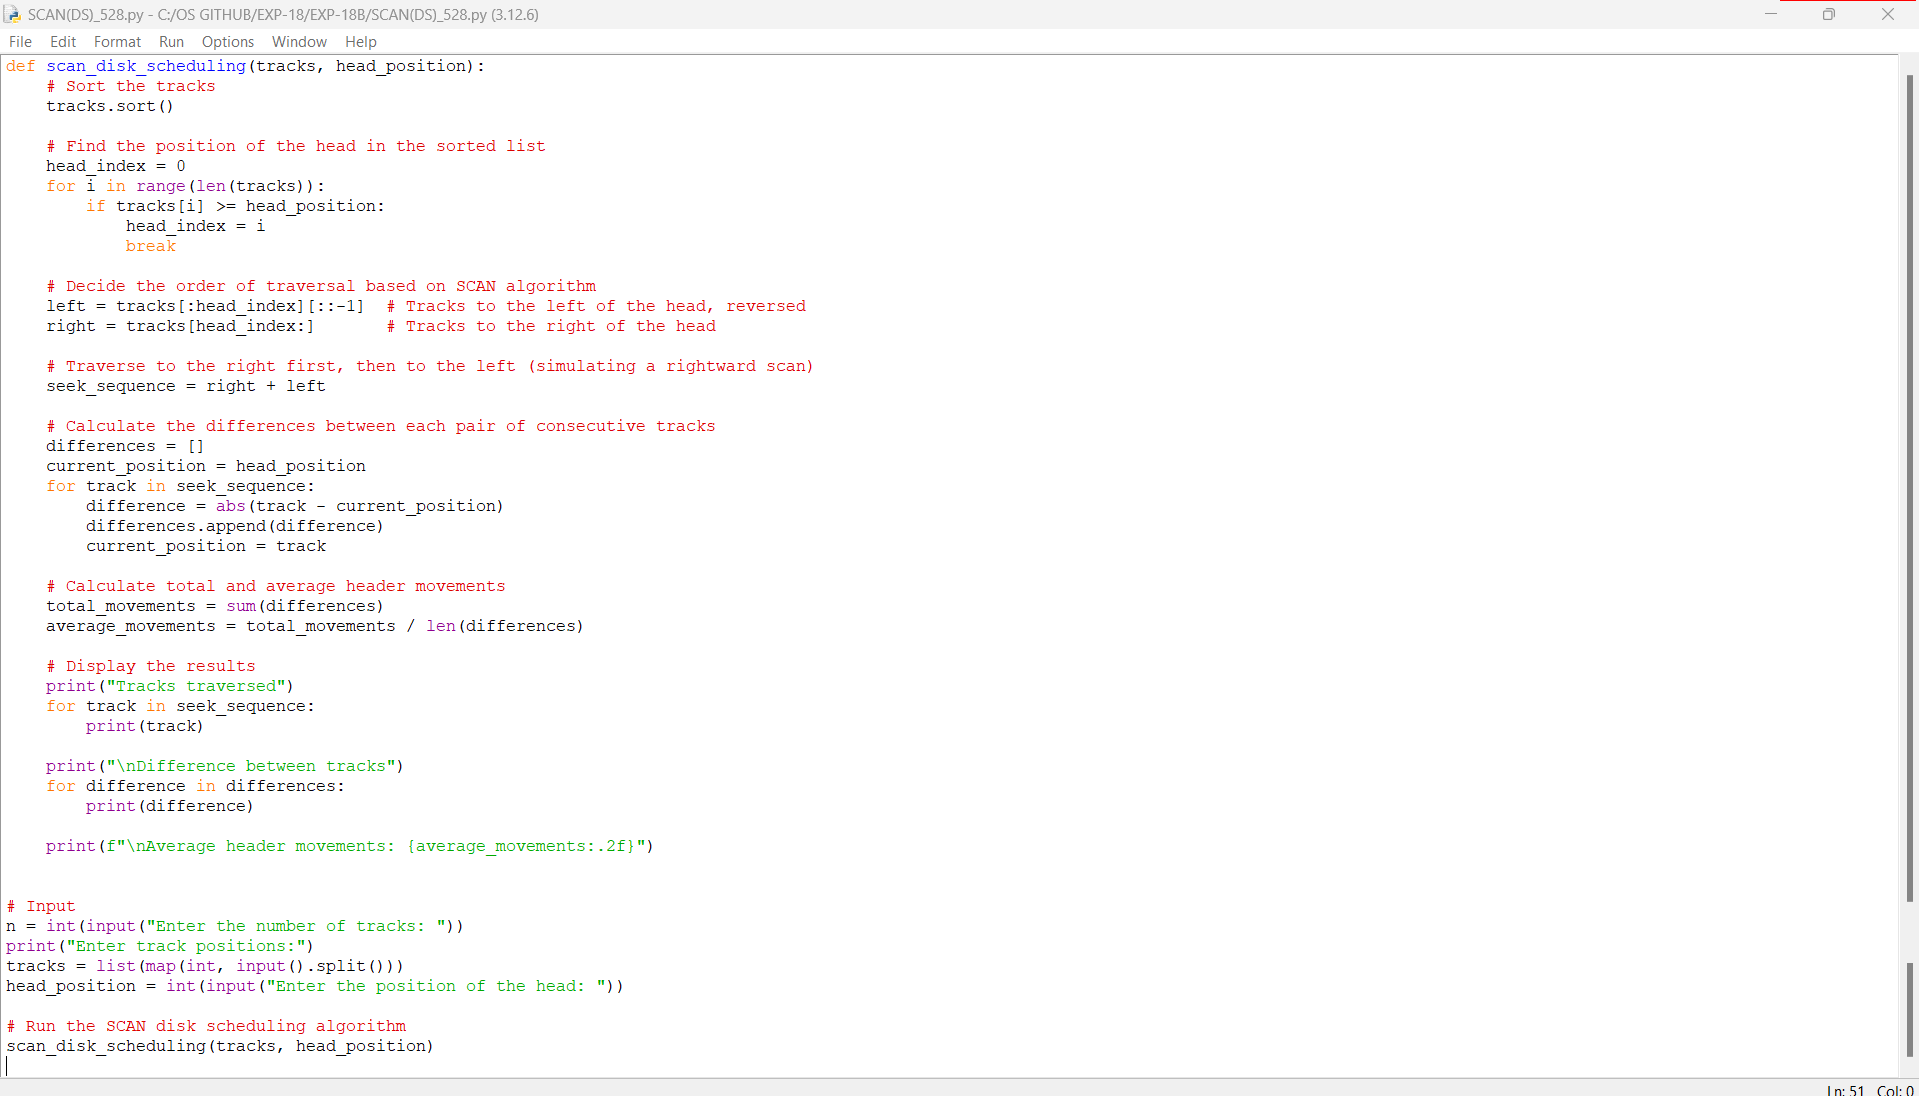 SCAN(DS)_528.py - C:/OS GITHUB/EXP-18/EXP-18B/SCAN(DS)_528.py (3.12.6)
File Edit Format Run Options Window Help
def scan_disk_scheduling(tracks, head_position):
    # Sort the tracks
    tracks.sort()

    # Find the position of the head in the sorted list
    head_index = 0
    for i in range(len(tracks)):
        if tracks[i] >= head_position:
            head_index = i
            break

    # Decide the order of traversal based on SCAN algorithm
    left = tracks[:head_index][::-1]  # Tracks to the left of the head, reversed
    right = tracks[head_index:]       # Tracks to the right of the head

    # Traverse to the right first, then to the left (simulating a rightward scan)
    seek_sequence = right + left

    # Calculate the differences between each pair of consecutive tracks
    differences = []
    current_position = head_position
    for track in seek_sequence:
        difference = abs(track - current_position)
        differences.append(difference)
        current_position = track

    # Calculate total and average header movements
    total_movements = sum(differences)
    average_movements = total_movements / len(differences)

    # Display the results
    print("Tracks traversed")
    for track in seek_sequence:
        print(track)

    print("\nDifference between tracks")
    for difference in differences:
        print(difference)

    print(f"\nAverage header movements: {average_movements:.2f}")


# Input
n = int(input("Enter the number of tracks: "))
print("Enter track positions:")
tracks = list(map(int, input().split()))
head_position = int(input("Enter the position of the head: "))

# Run the SCAN disk scheduling algorithm
scan_disk_scheduling(tracks, head_position)
Ln: 51 Col: 0